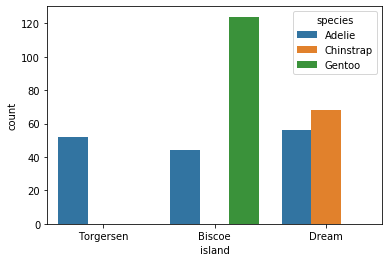 species
Adelie
Chinstrap
Gentoo
120
100
80
60
40
20
0
count
Torgersen Biscoe Dream
island